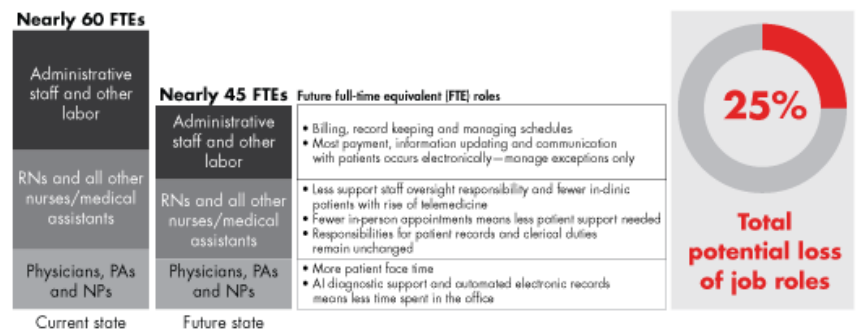 Nearly 60 FTEs
Administrative
staff and other
labor
RNs and all other
nurses/medical
assistants
Physicians, PAs
and NPs
Current state
Nearly 45 FTEs
Administrative
staff and other
labor
RNs and all other
nurses/medical
assistants
Physicians, PAs
and NPs
Future state
Future full-time equivalent (FTE) roles
• Billing, record keeping and managing schedules
• Most payment, information updating and communication
with patients occurs electronically—manage exceptions only
• Less support staff oversight responsibility and fewer in-clinic
patients with rise of telemedicine
• Fewer in-person appointments means less patient support needed
• Responsibilities for patient records and clerical duties
remain unchanged
• More patient face time
• AI diagnostic support and automated electronic records
means less time spent in the office
25%
Total
potential loss
of job roles